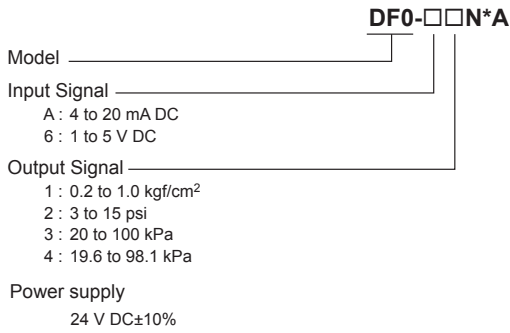 DF0-□□N*A
Model
Input Signal
A : 4 to 20 mA DC
6 : 1 to 5 V DC
Output Signal
1 : 0.2 to 1.0 kgf/cm²
2 : 3 to 15 psi
3 : 20 to 100 kPa
4 : 19.6 to 98.1 kPa
Power supply
24 V DC±10%